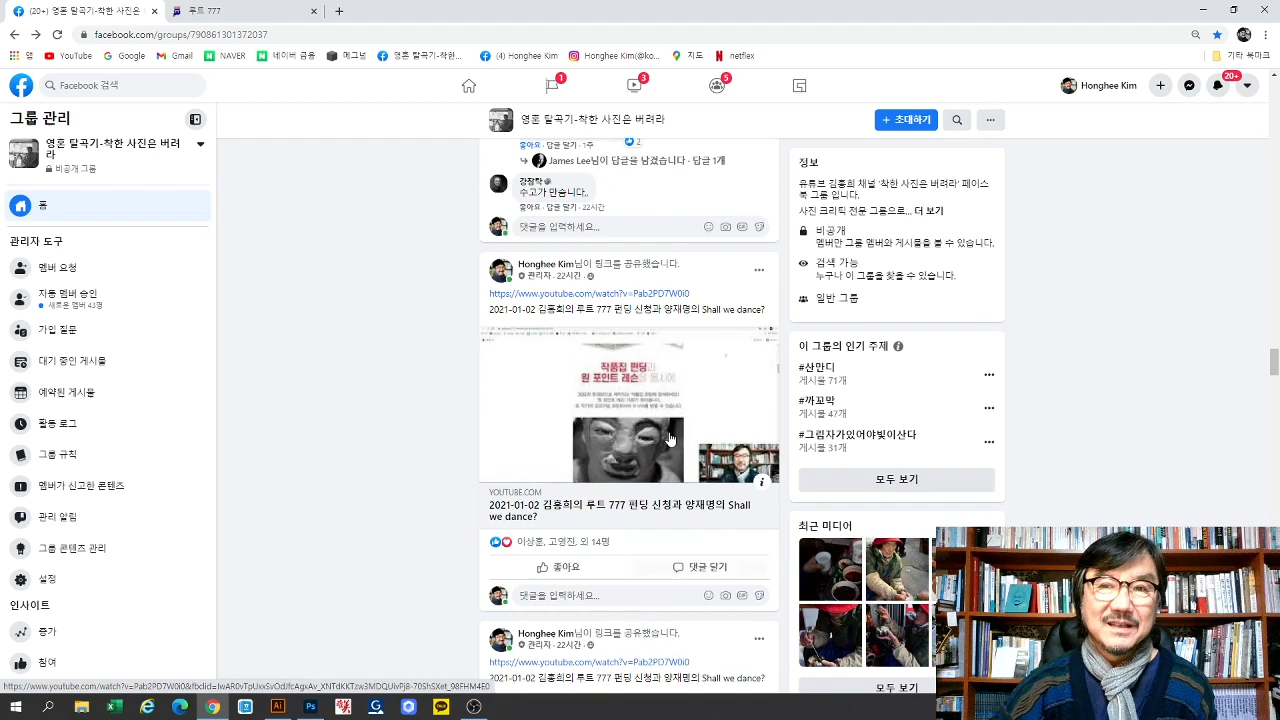 (20+) 영혼 탈곡기-착한 사진은
루트 777
facebook.com/groups/790861301372037
앱
YouTube
Google
Gmail
NAVER
네이버 금융
메그넘
영혼 탈곡기-착한...
(4) Honghee Kim
Honghee Kim(@ko...
지도
netflix
기타 북마크
Facebook 검색
1
3
5
Honghee Kim
20+
그룹 관리
영혼 탈곡기-착한 사진은 버려라
비공개 그룹
홈
관리자 도구
멤버 요청
자동 멤버 승인
새로운 멤버 43명
가입 질문
대기 중인 게시물
예약된 게시물
활동 로그
그룹 규칙
멤버가 신고한 콘텐츠
관리 알림
그룹 콘텐츠 관리
설정
인사이트
증가
참여
영혼 탈곡기-착한 사진은 버려라
초대하기
좋아요 · 답글 달기 · 1주
2
James Lee님이 답글을 남겼습니다 · 답글 1개
강창탁
수고가 만습니다..
좋아요 · 답글 달기 · 22시간
댓글을 입력하세요...
Honghee Kim님이 링크를 공유했습니다.
관리자 · 22시간
https://www.youtube.com/watch?v=Pab2PD7W0i0
2021-01-02 김홍희의 루트 777 펀딩 신청과 양재명의 Shall we dance?
작품집 펀딩과
원 포인트 레슨을 동시에
YOUTUBE.COM
2021-01-02 김홍희의 루트 777 펀딩 신청과 양재명의 Shall
we dance?
이상훈, 고영진, 외 14명
좋아요
댓글 달기
댓글을 입력하세요...
Honghee Kim님이 링크를 공유했습니다.
관리자 · 22시간
https://www.youtube.com/watch?v=Pab2PD7W0i0
2021-01-02 김홍희의 루트 777 펀딩 신청과 양재명의 Shall we dance?
정보
유튜브 김홍희 채널 '착한 사진은 버려라' 페이스
북 그룹 입니다.
사진 크리틱 전문 그룹으로... 더 보기
비공개
멤버만 그룹 멤버와 게시물을 볼 수 있습니다.
검색 가능
누구나 이 그룹을 찾을 수 있습니다.
일반 그룹
이 그룹의 인기 주제
#산만디
게시물 71개
#까꼬막
게시물 47개
#그림자가있어야빛이산다
게시물 31개
모두 보기
최근 미디어
모두 보기